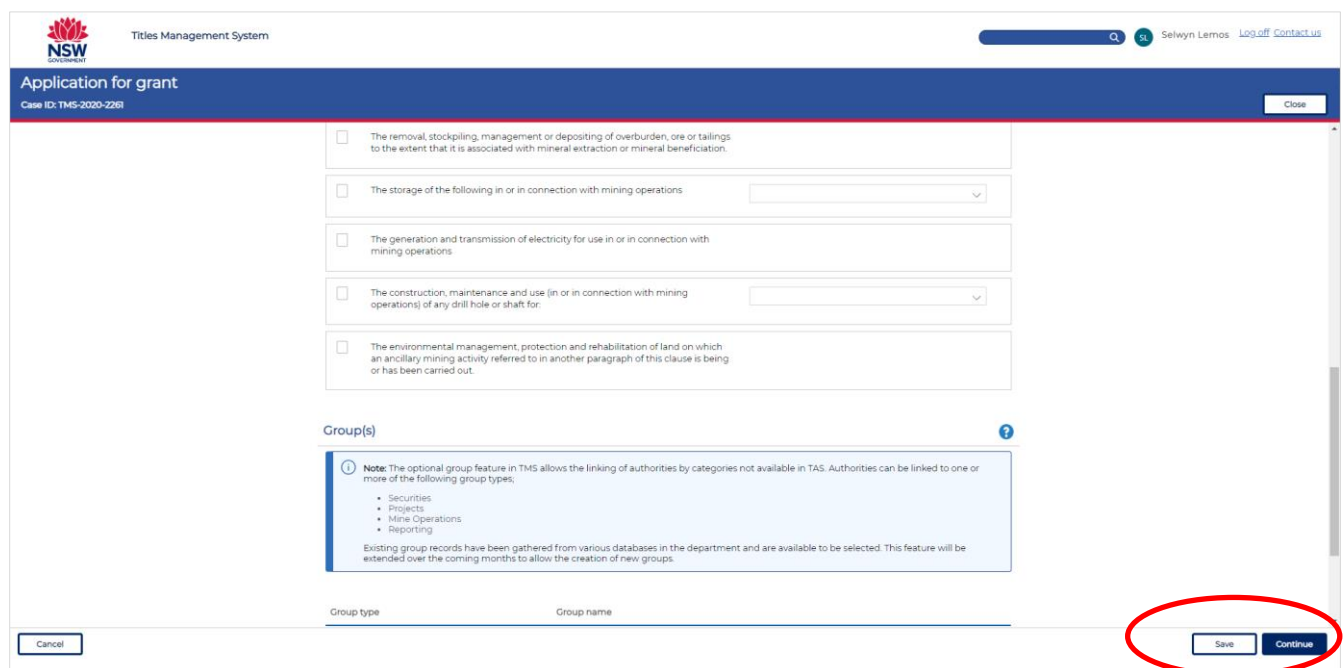 NSW
GOVERNMENT
Titles Management System
SL
Selwyn Lemos
Log off
Contact us
Application for grant
Case ID: TMS-2020-2261
Close
The removal, stockpiling, management or depositing of overburden, ore or tailings
to the extent that it is associated with mineral extraction or mineral beneficiation.
The storage of the following in or in connection with mining operations
The generation and transmission of electricity for use in or in connection with
mining operations
The construction, maintenance and use (in or in connection with mining
operations) of any drill hole or shaft for:
The environmental management, protection and rehabilitation of land on which
an ancillary mining activity referred to in another paragraph of this clause is being
or has been carried out.
Group(s)
?
i
Note: The optional group feature in TMS allows the linking of authorities by categories not available in TAS. Authorities can be linked to one or
more of the following group types;
• Securities
• Projects
• Mine Operations
• Reporting
Existing group records have been gathered from various databases in the department and are available to be selected. This feature will be
extended over the coming months to allow the creation of new groups.
Group type
Group name
Cancel
Save
Continue